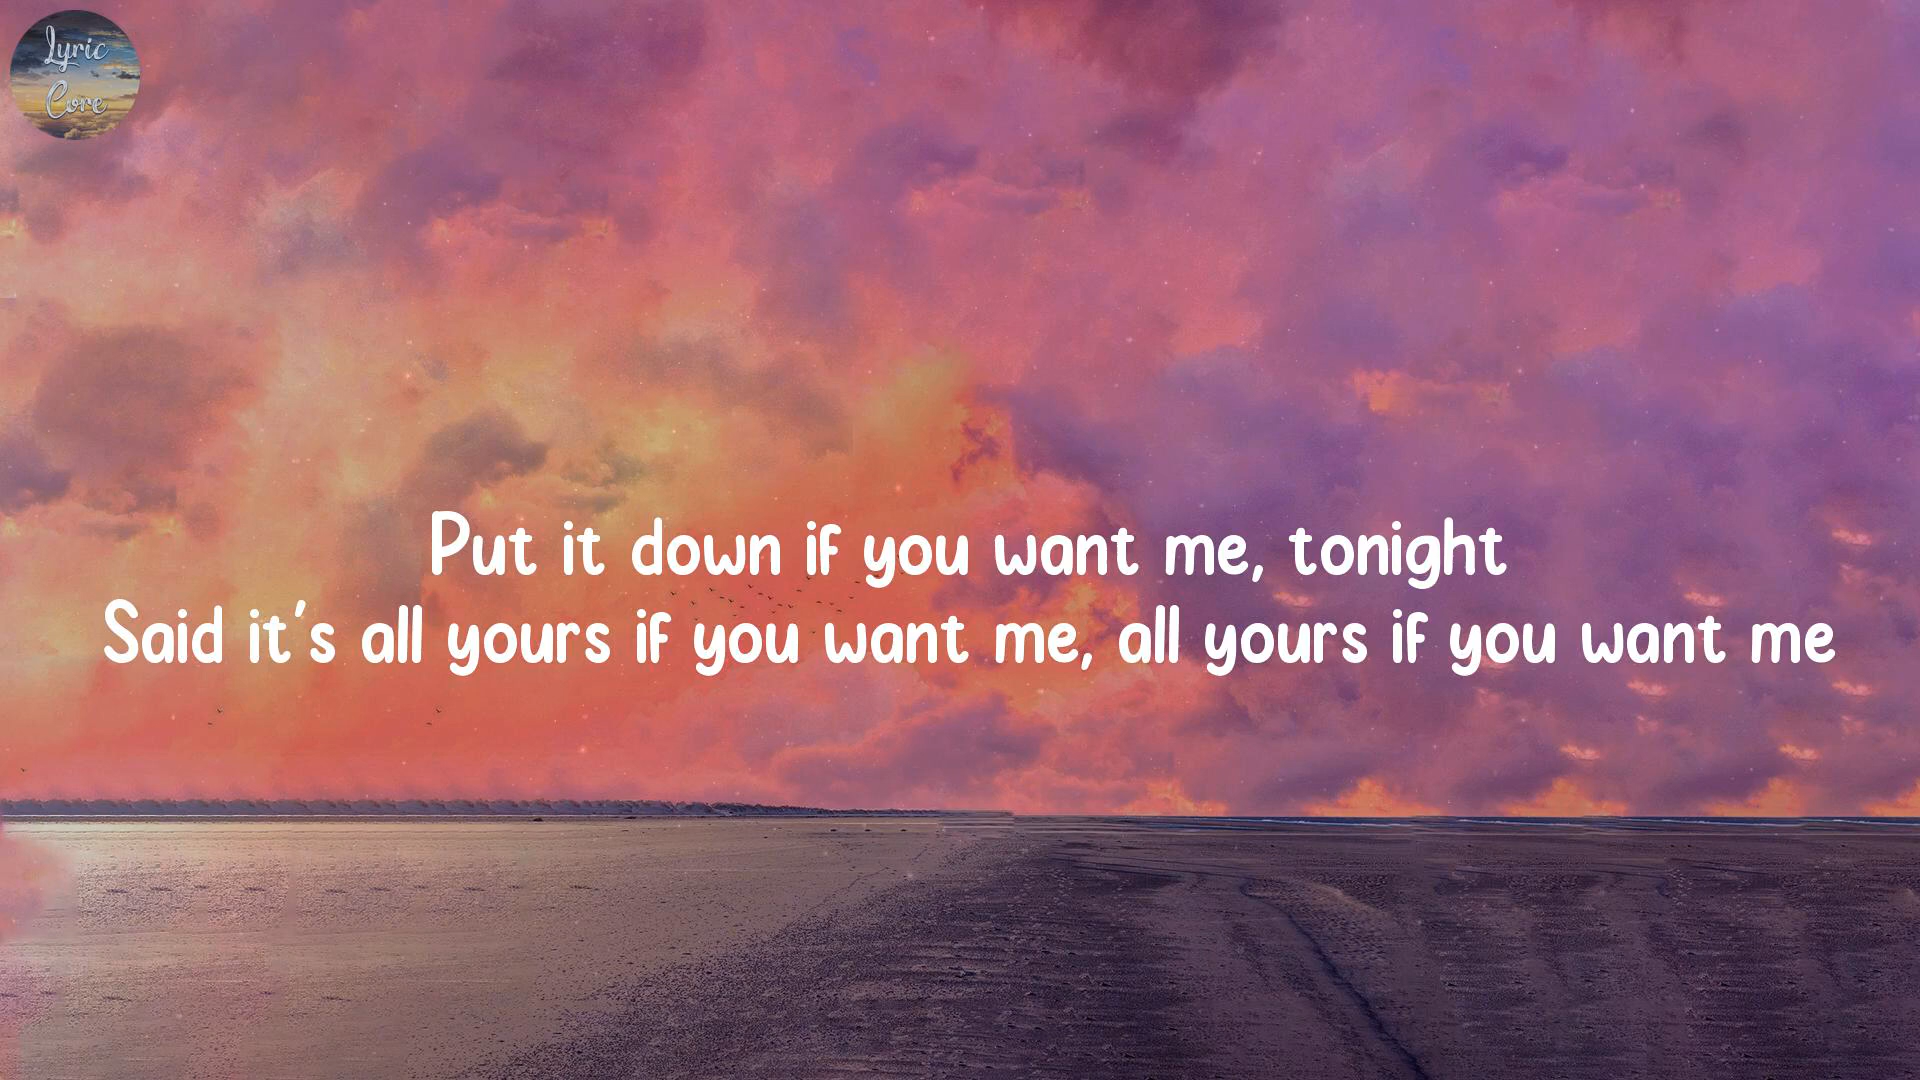 Lyric
Core
Put it down if you want me, tonight
Said it's all yours if you want me, all yours if you want me